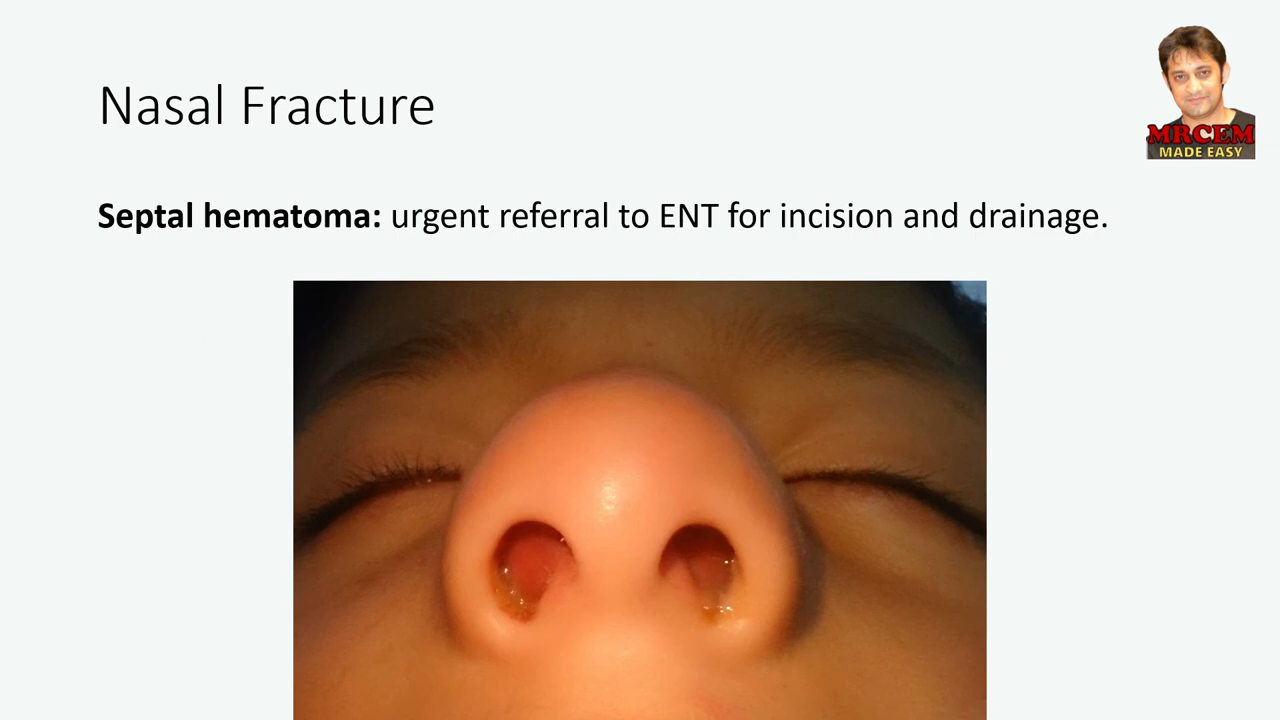 Nasal Fracture
MRCEM
MADE EASY
Septal hematoma: urgent referral to ENT for incision and drainage.